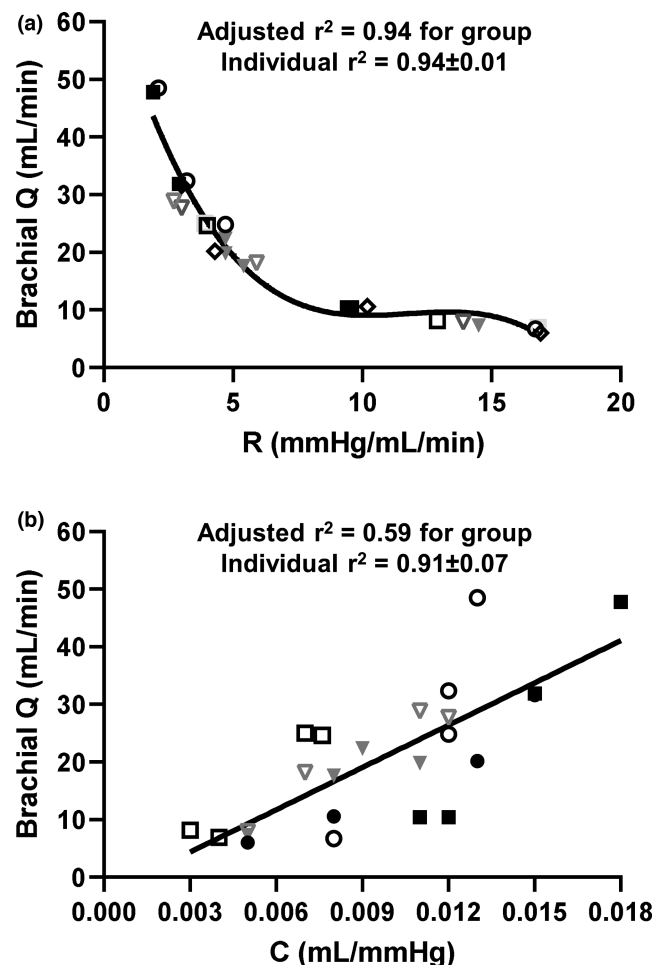 (a)
Adjusted r² = 0.94 for group
Individual r² = 0.94±0.01
Brachial Q (mL/min)
60
50
40
30
20
10
0
0 5 10 15 20
R (mmHg/mL/min)
(b)
Adjusted r² = 0.59 for group
Individual r² = 0.91±0.07
Brachial Q (mL/min)
60
50
40
30
20
10
0
0.000 0.003 0.006 0.009 0.012 0.015 0.018
C (mL/mmHg)